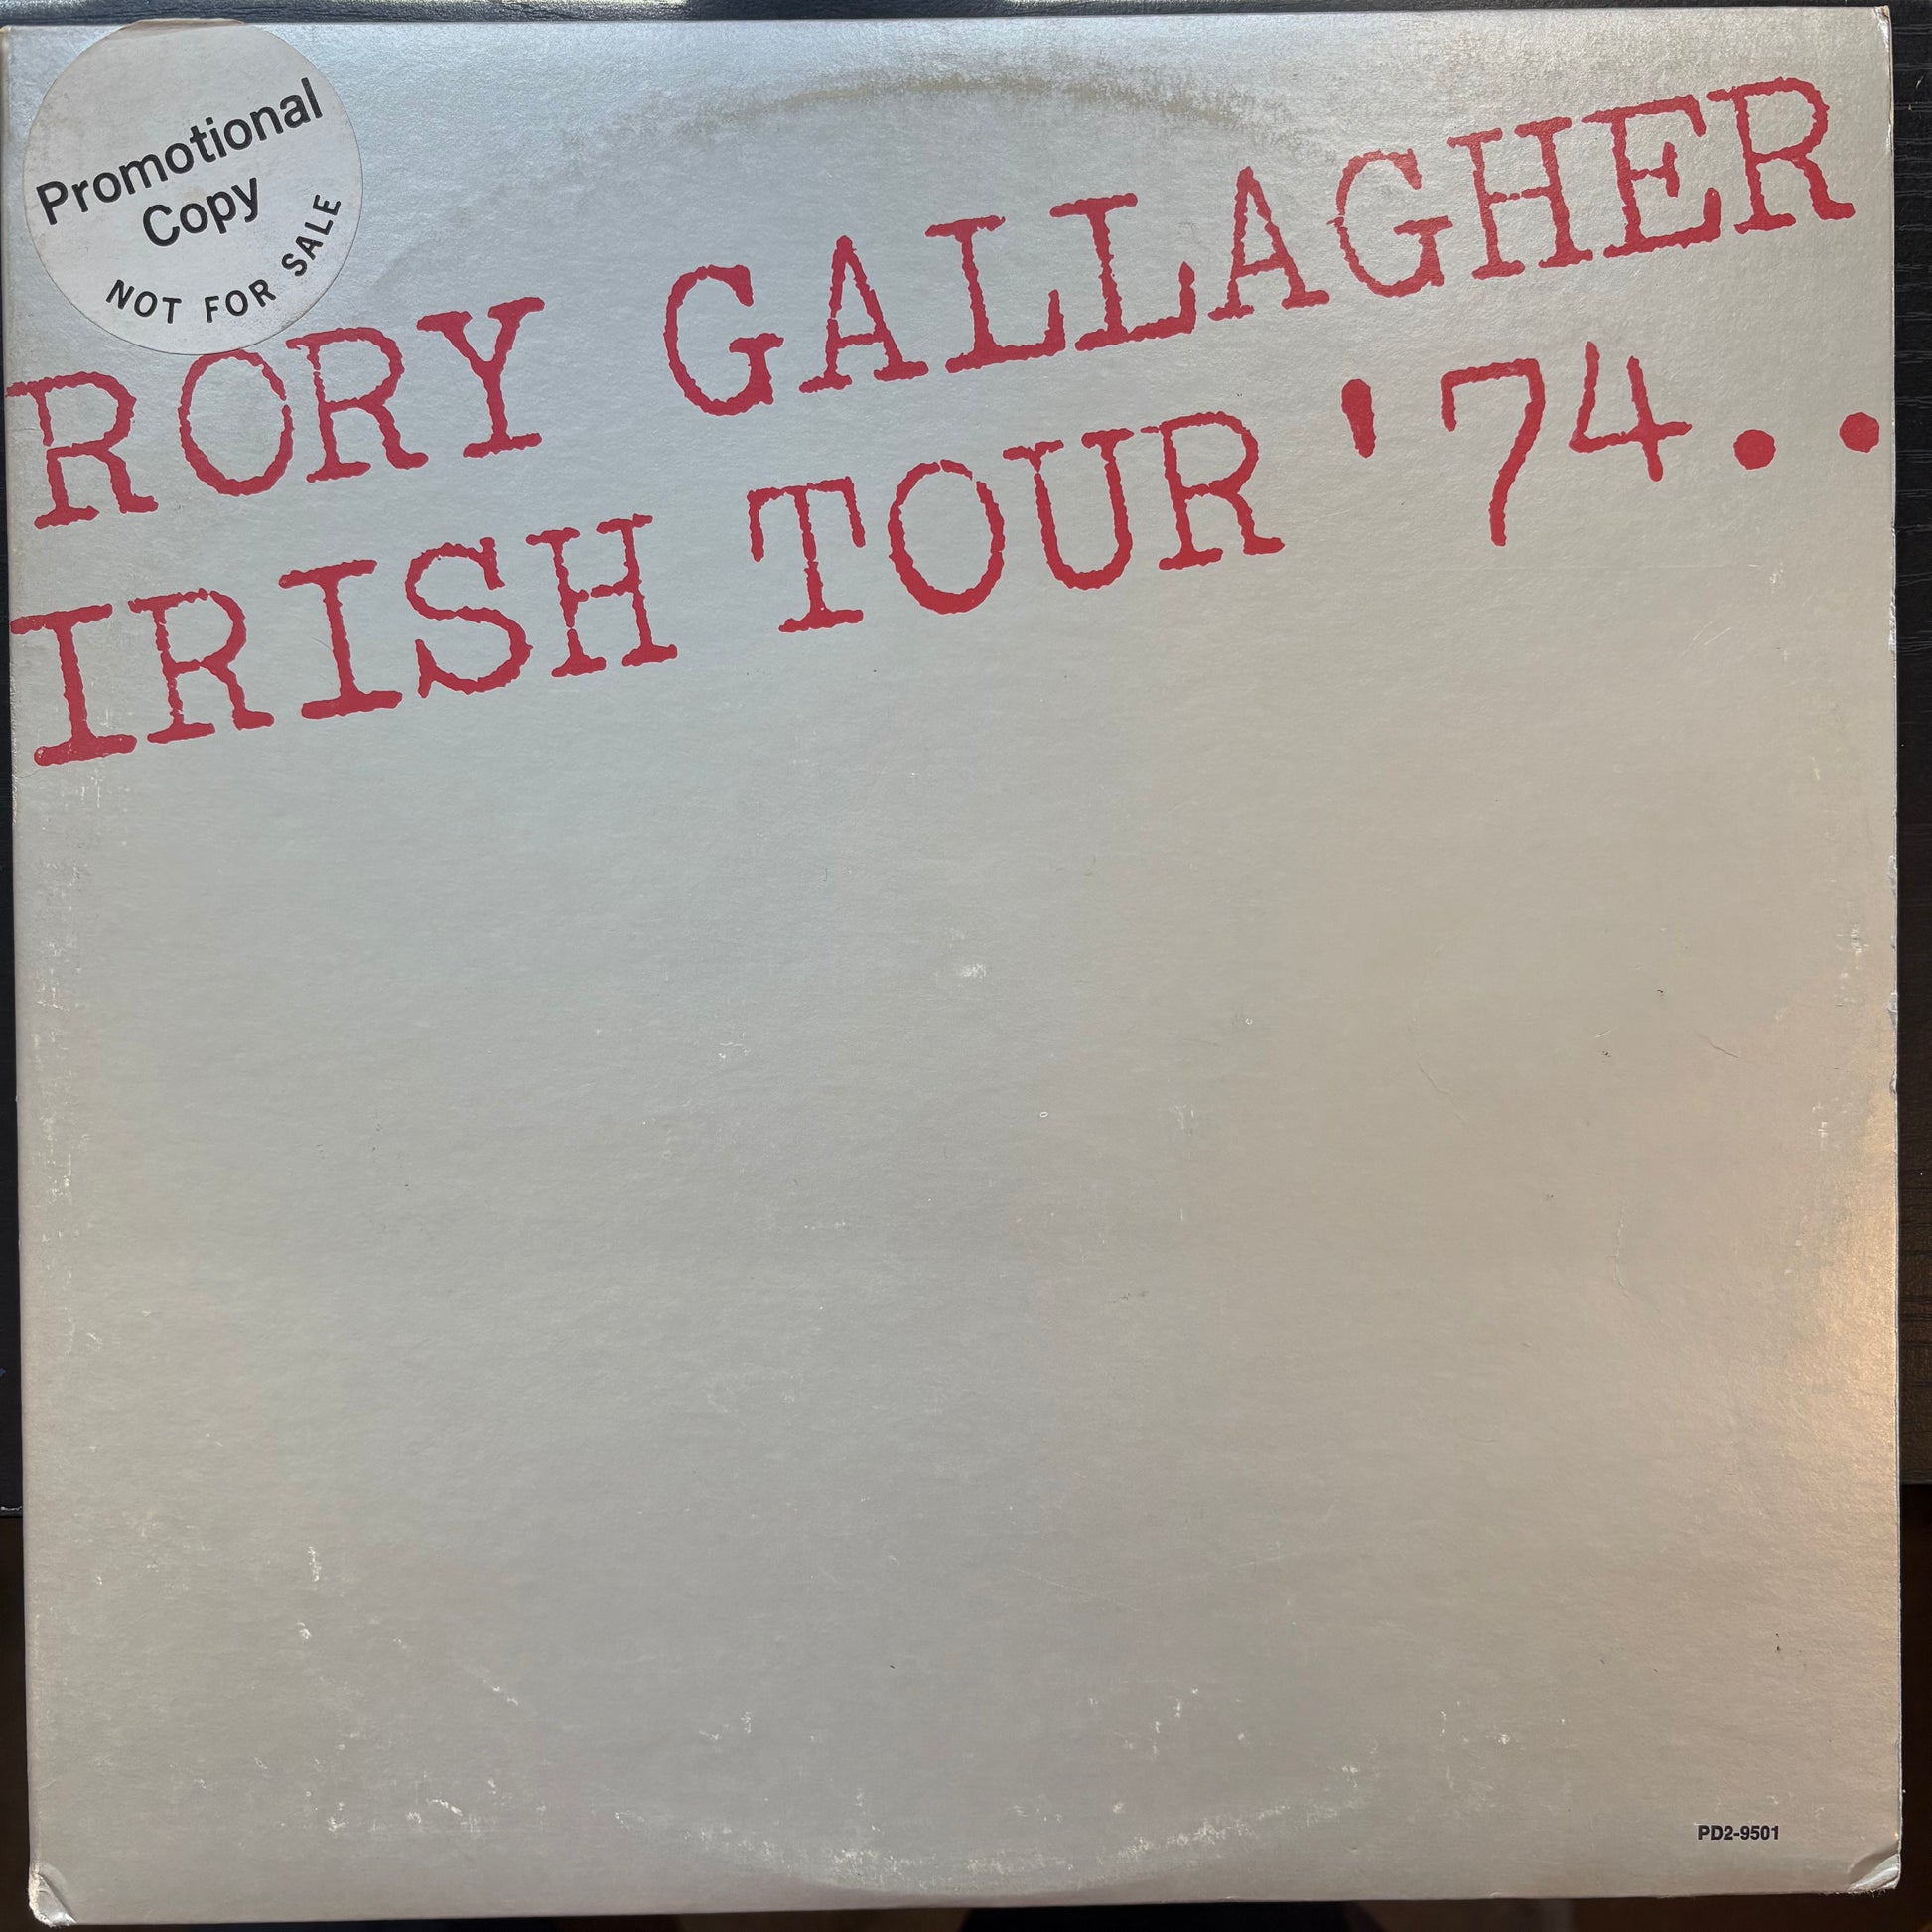 Promotional
Copy
NOT FOR SALE
RORY GALLAGHER
IRISH TOUR '74..
PD2-9501